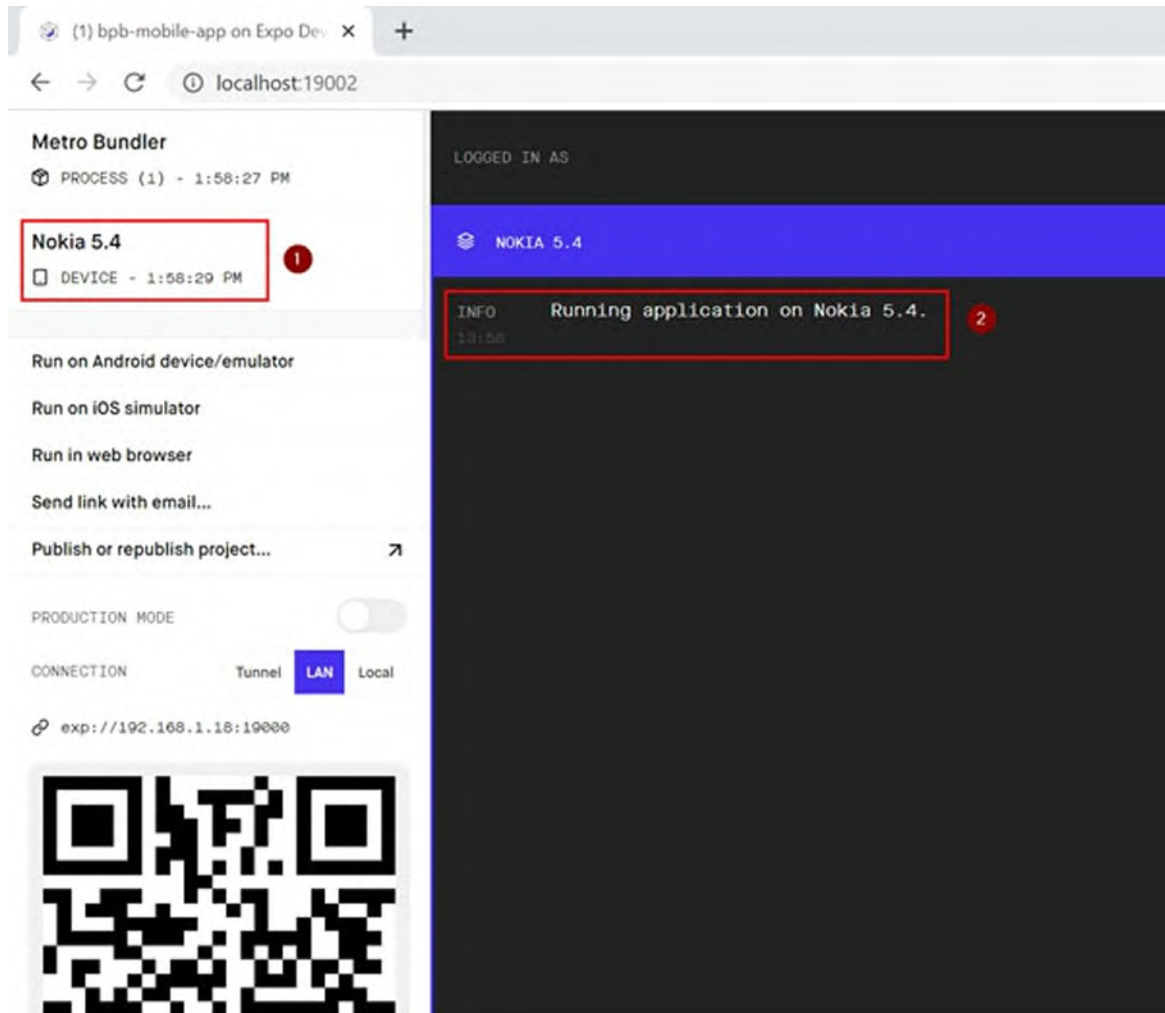 (1) bpb-mobile-app on Expo Dev
localhost:19002
Metro Bundler
PROCESS (1) - 1:58:27 PM
Nokia 5.4
DEVICE - 1:58:29 PM
1
Run on Android device/emulator
Run on iOS simulator
Run in web browser
Send link with email...
Publish or republish project...
PRODUCTION MODE
CONNECTION Tunnel LAN Local
exp://192.168.1.18:19000
LOGGED IN AS
NOKIA 5.4
INFO Running application on Nokia 5.4.
13:58
2